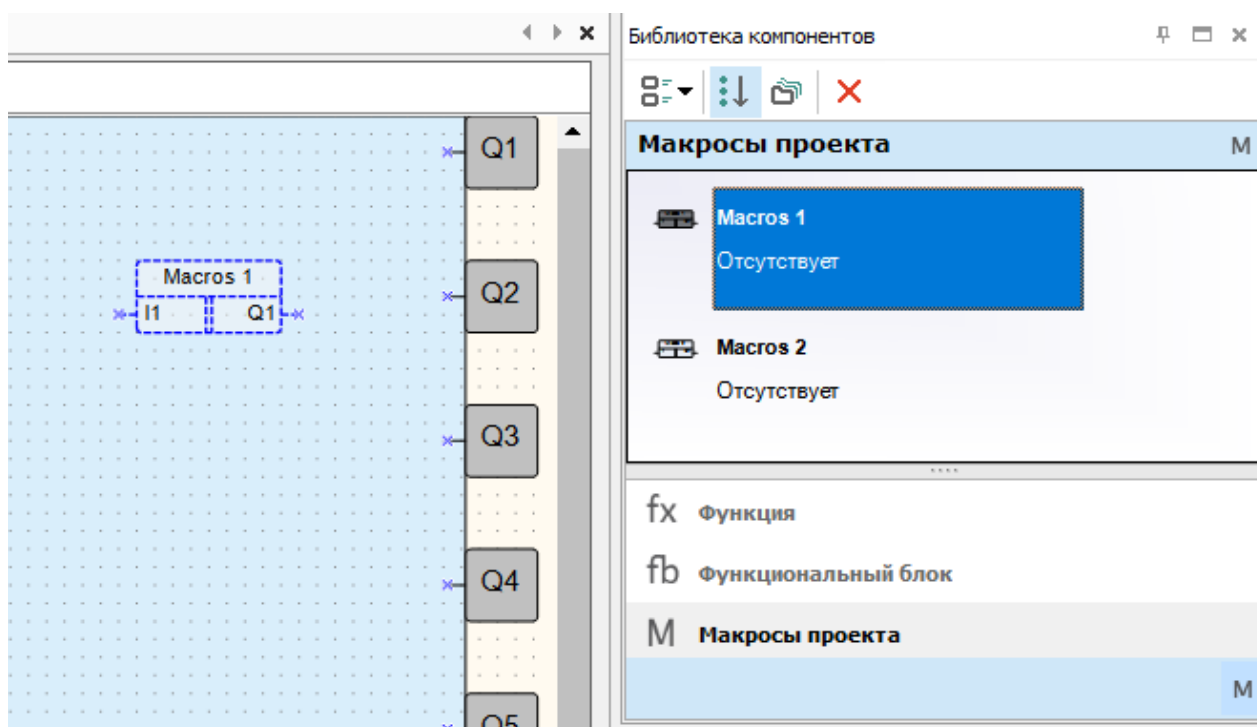 Библиотека компонентов
Макросы проекта M
Q1
Macros 1
Отсутствует
Macros 1
I1 Q1
Q2
Macros 2
Отсутствует
Q3
fx Функция
fb Функциональный блок
Q4
M Макросы проекта
M
Q5